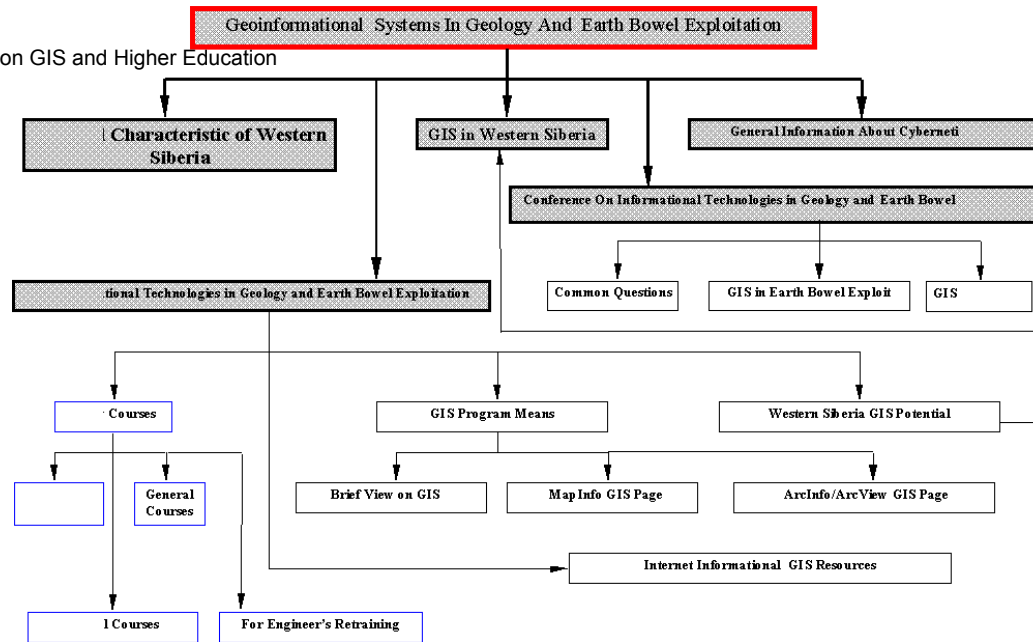 Geoinformational Systems In Geology And Earth Bowel Exploitation
on GIS and Higher Education
Characteristic of Western
Siberia
GIS in Western Siberia
General Information About Cyberneti
Conference On Informational Technologies in Geology and Earth Bowel
tional Technologies in Geology and Earth Bowel Exploitation
Common Questions
GIS in Earth Bowel Exploit
GIS
Courses
GIS Program Means
Western Siberia GIS Potential
General
Courses
Brief View on GIS
MapInfo GIS Page
ArcInfo/ArcView GIS Page
Internet Informational GIS Resources
l Courses
For Engineer's Retraining